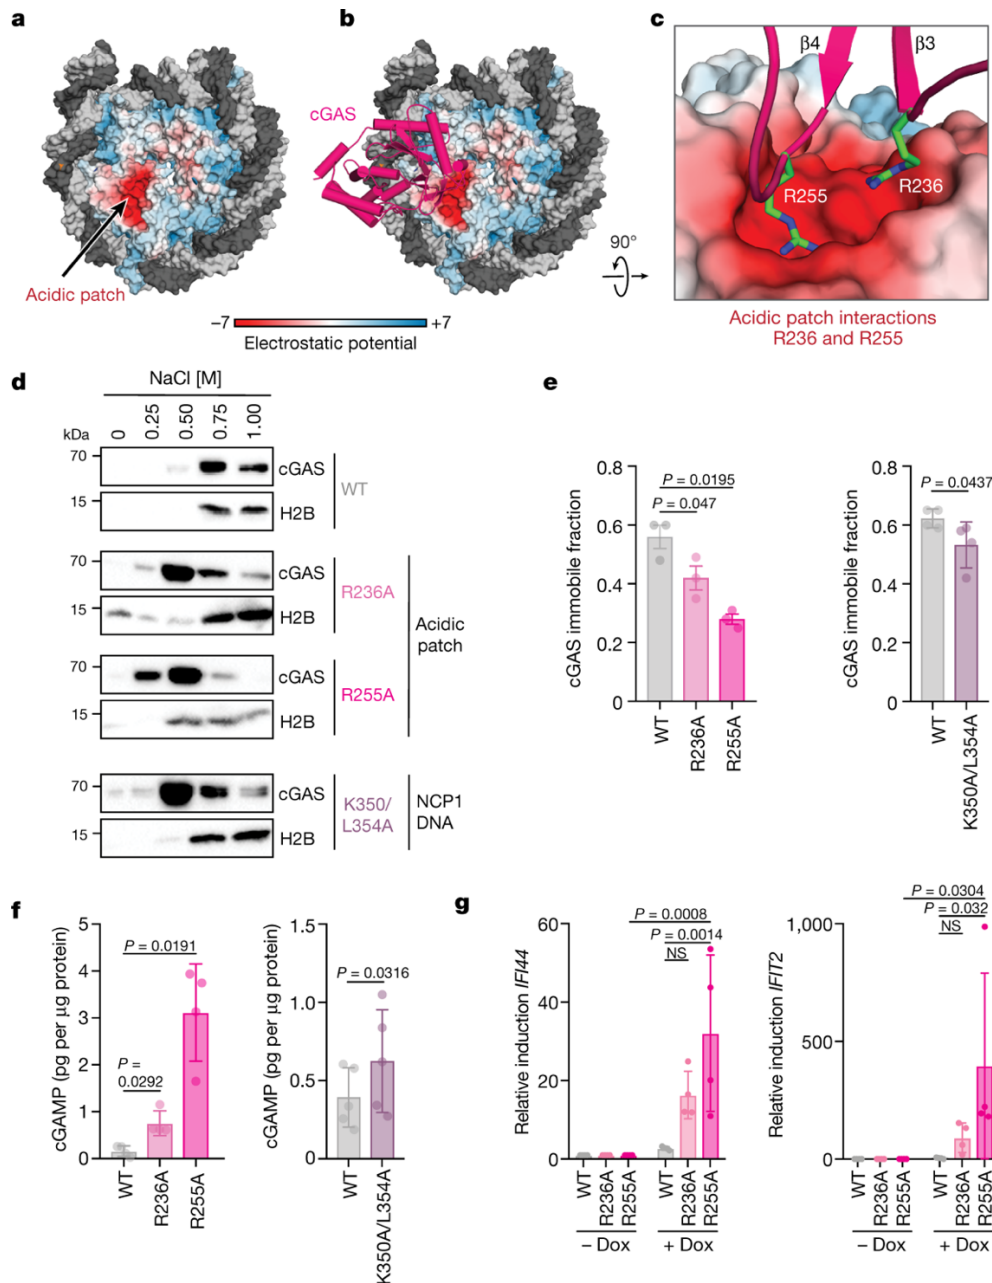 a
b
c
cGAS
Acidic patch
β4
β3
R255
R236
90°
−7
+7
Electrostatic potential
Acidic patch interactions
R236 and R255
d
NaCl [M]
kDa
0
0.25
0.50
0.75
1.00
70
cGAS
15
H2B
WT
70
cGAS
15
H2B
R236A
70
cGAS
15
H2B
R255A
Acidic
patch
70
cGAS
15
H2B
K350/
L354A
NCP1
DNA
e
cGAS immobile fraction
0.8
0.6
0.4
0.2
0
P = 0.0195
P = 0.047
WT
R236A
R255A
cGAS immobile fraction
0.8
0.6
0.4
0.2
0
P = 0.0437
WT
K350A/L354A
f
cGAMP (pg per μg protein)
5
4
3
2
1
0
P = 0.0191
P =
0.0292
WT
R236A
R255A
cGAMP (pg per μg protein)
1.5
1.0
0.5
0
P = 0.0316
WT
K350A/L354A
g
Relative induction IFI44
60
40
20
0
P = 0.0008
P = 0.0014
NS
WT
R236A
R255A
WT
R236A
R255A
− Dox
+ Dox
Relative induction IFIT2
1,000
500
0
P = 0.0304
P = 0.032
NS
WT
R236A
R255A
WT
R236A
R255A
− Dox
+ Dox